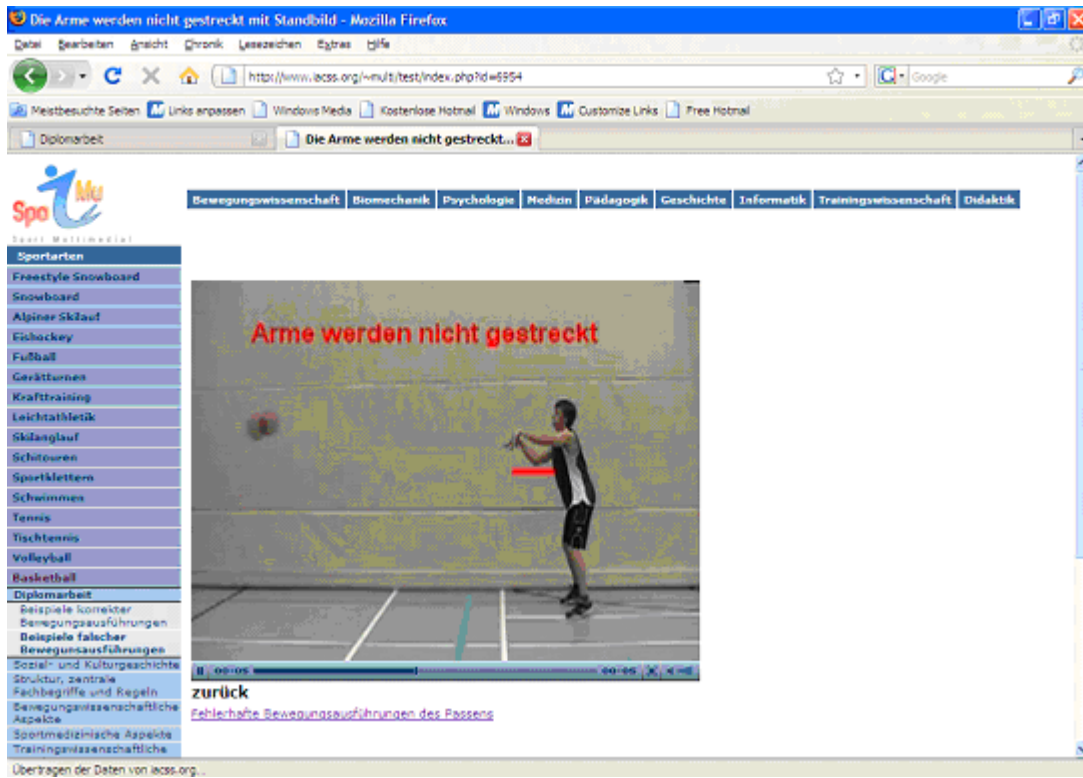 Die Arme werden nicht gestreckt mit Standbild - Mozilla Firefox
Datei Bearbeiten Ansicht Chronik Lesezeichen Extras Hilfe
http://www.iacss.org/~multi/test/index.php?id=6954
Google
Meistbesuchte Seiten Links anpassen Windows Media Kostenlose Hotmail Windows Customize Links Free Hotmail
Diplomarbeit Die Arme werden nicht gestreckt...
Spo i Mu
Sport Multimedial
Bewegungswissenschaft Biomechanik Psychologie Medizin Pädagogik Geschichte Informatik Trainingswissenschaft Didaktik
Sportarten
Freestyle Snowboard
Snowboard
Alpiner Skilauf
Eishockey
Fußball
Gerätturnen
Krafttraining
Leichtathletik
Skilanglauf
Schitouren
Sportklettern
Schwimmen
Tennis
Tischtennis
Volleyball
Basketball
Diplomarbeit
Beispiele korrekter
Bewegungsausführungen
Beispiele falscher
Bewegunsausführungen
Sozial- und Kulturgeschichte
Struktur, zentrale
Fachbegriffe und Regeln
Bewegungswissenschaftliche
Aspekte
Sportmedizinische Aspekte
Trainingswissenschaftliche
Arme werden nicht gestreckt
00:05 00:05
zurück
Fehlerhafte Bewegungsausführungen des Passens
Übertragen der Daten von iacss.org...